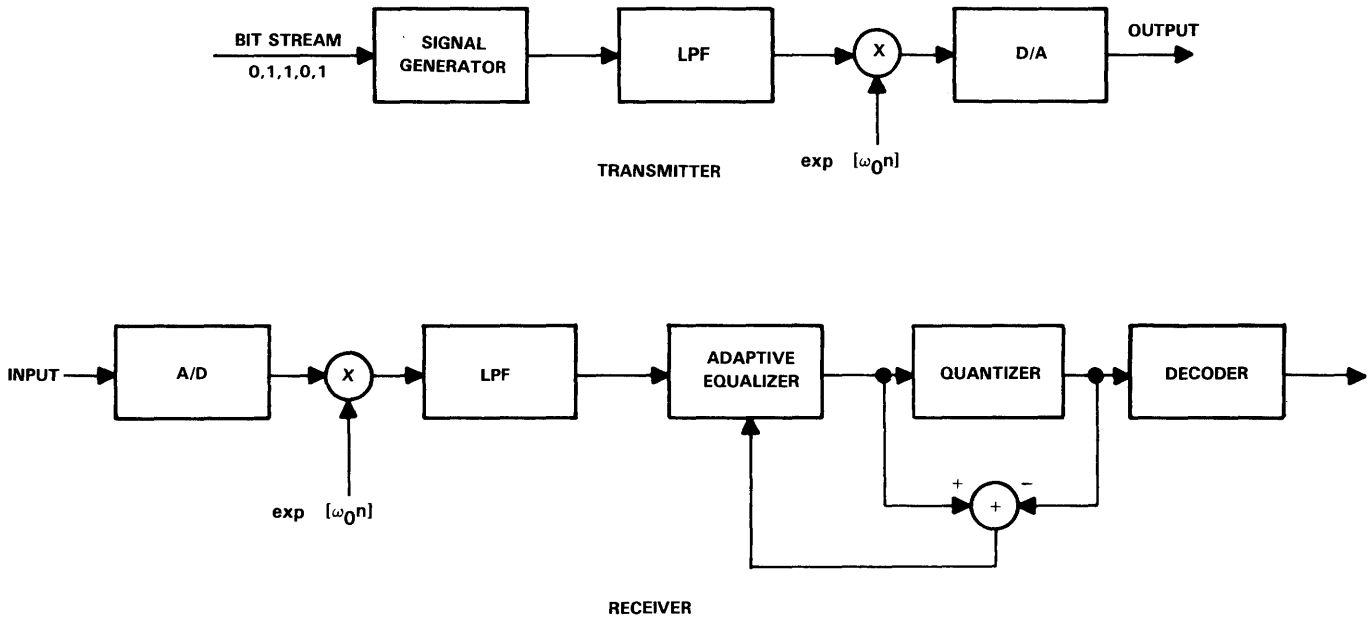 BIT STREAM
0,1,1,0,1
SIGNAL
GENERATOR
LPF
X
D/A
OUTPUT
exp [ω0n]
TRANSMITTER
INPUT
A/D
X
LPF
ADAPTIVE
EQUALIZER
QUANTIZER
DECODER
+
−
+
exp [ω0n]
RECEIVER